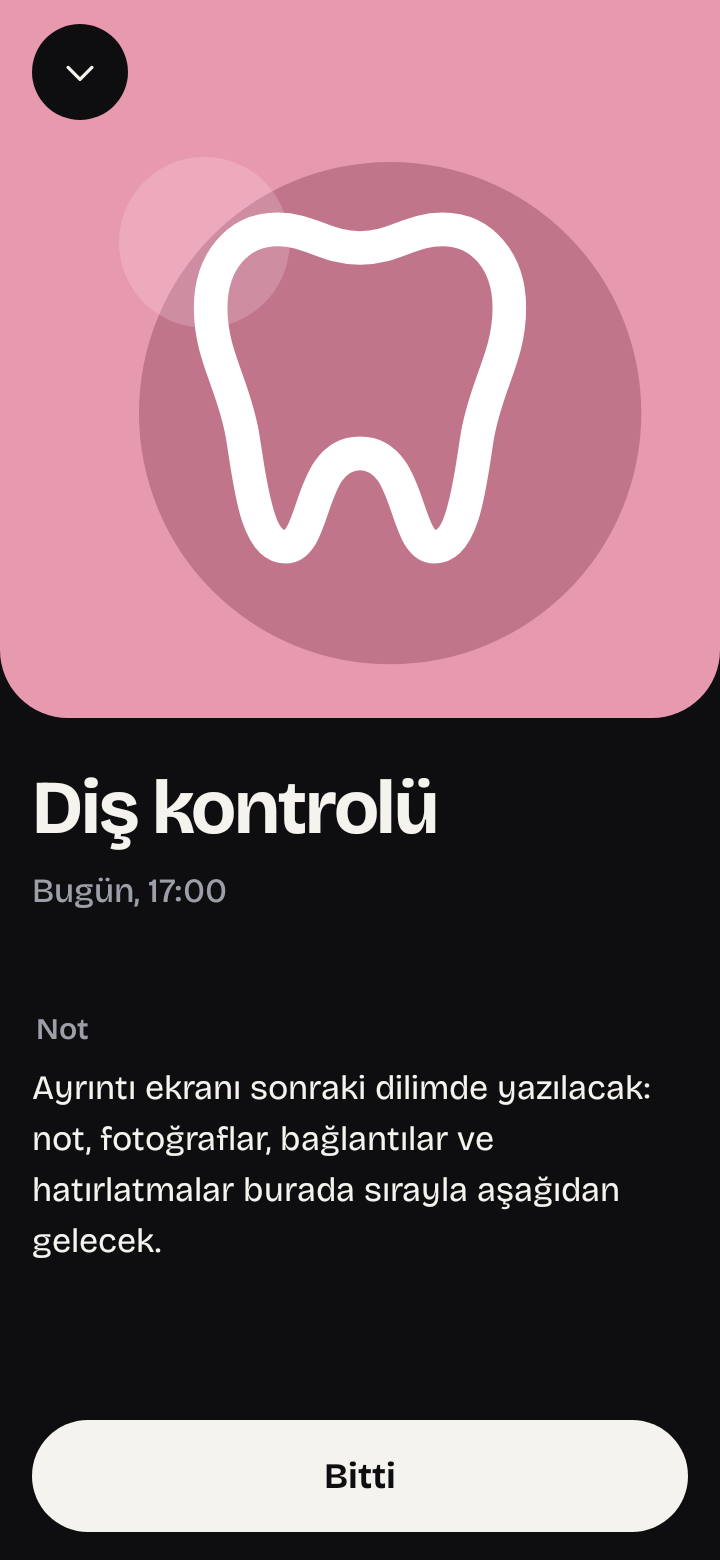 Diş kontrolü
Bugün, 17:00
Not
Ayrıntı ekranı sonraki dilimde yazılacak:
not, fotoğraflar, bağlantılar ve
hatırlatmalar burada sırayla aşağıdan
gelecek.
Bitti